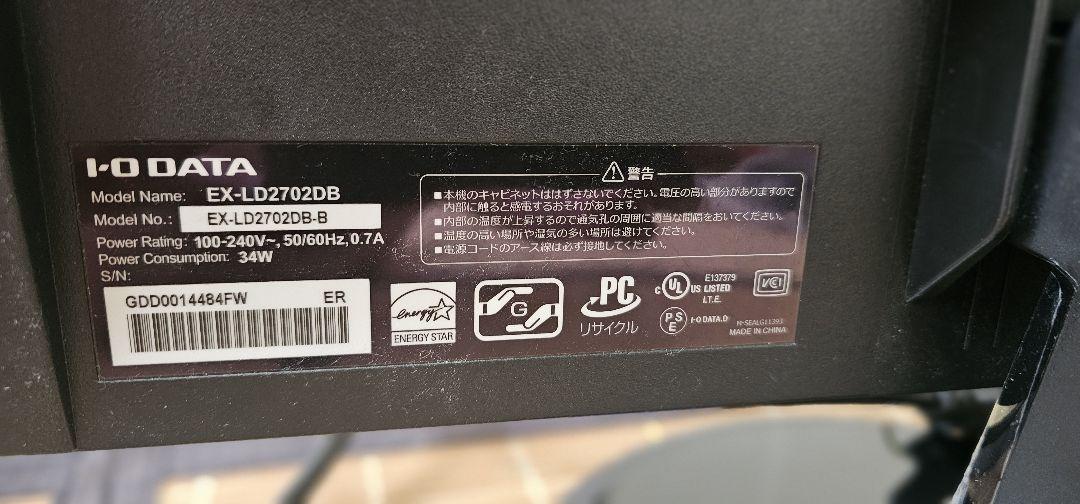 I-O DATA
Model Name: EX-LD2702DB
Model No.: EX-LD2702DB-B
Power Rating: 100-240V~, 50/60Hz, 0.7A
Power Consumption: 34W
S/N:
GDD0014484FW ER
警告
■本機のキャビネットははずさないでください。電圧の高い部分がありますので
内部に触ると感電するおそれがあります。
■内部の温度が上昇するので通気孔の周囲に適当な間隔をおいてください。
■温度の高い場所や湿気の多い場所は避けてください。
■電源コードのアース線は必ず接地してください。
energy
ENERGY STAR
G
PC
リサイクル
c UL US LISTED
E137379
I.T.E.
VCI
PSE
I-O DATA.D
H-SEALG11393
MADE IN CHINA